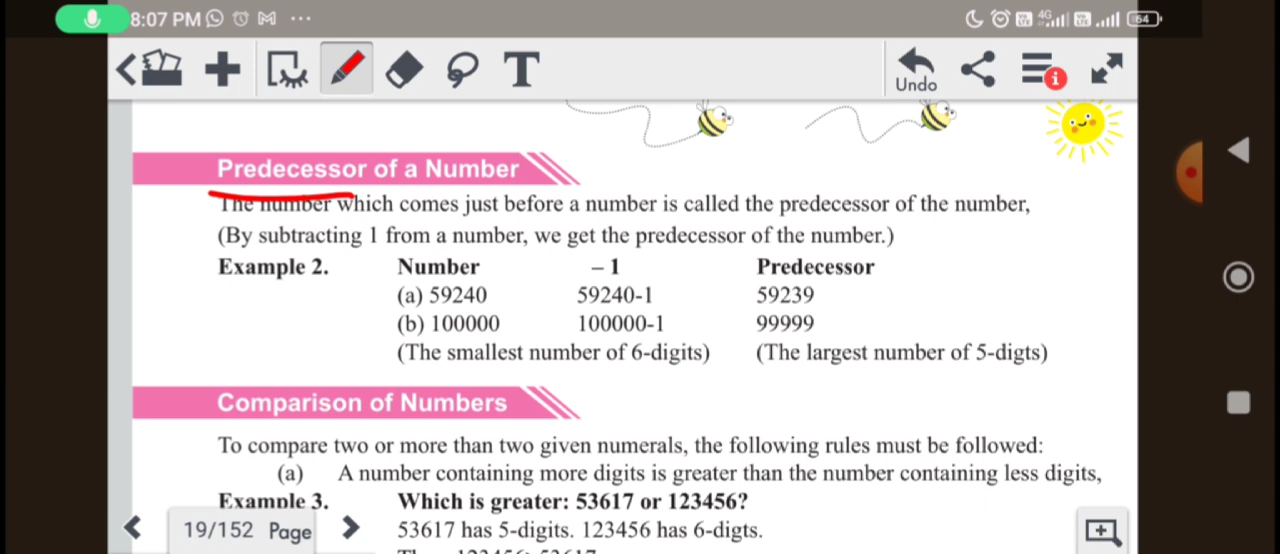 8:07 PM
4G
64
T
Undo
Predecessor of a Number
The number which comes just before a number is called the predecessor of the number,
(By subtracting 1 from a number, we get the predecessor of the number.)
Example 2. Number – 1 Predecessor
(a) 59240 59240-1 59239
(b) 100000 100000-1 99999
(The smallest number of 6-digits) (The largest number of 5-digts)
Comparison of Numbers
To compare two or more than two given numerals, the following rules must be followed:
(a) A number containing more digits is greater than the number containing less digits,
Example 3. Which is greater: 53617 or 123456?
53617 has 5-digits. 123456 has 6-digts.
19/152 Page